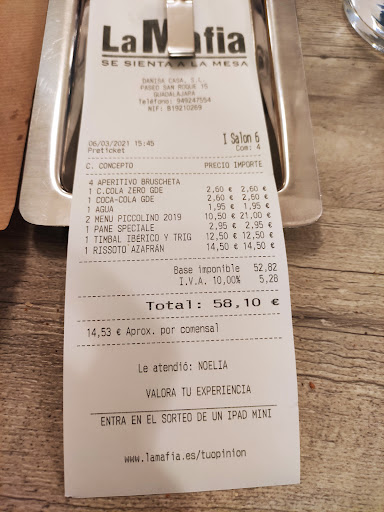 La Mafia
SE SIENTA A LA MESA
DANISA CASA, S.L.
PASEO SAN ROQUE 15
GUADALAJARA
Teléfono: 949247554
NIF: B19210269
06/03/2021 15:45 I Salon 6
Preticket Com: 4
C. CONCEPTO PRECIO IMPORTE
4 APERITIVO BRUSCHETA
1 C.COLA ZERO GDE 2,60 € 2,60 €
1 COCA-COLA GDE 2,60 € 2,60 €
1 AGUA 1,95 € 1,95 €
2 MENU PICCOLINO 2019 10,50 € 21,00 €
1 PANE SPECIALE 2,95 € 2,95 €
1 TIMBAL IBÉRICO Y TRIG 12,50 € 12,50 €
1 RISSOTO AZAFRÁN 14,50 € 14,50 €
Base imponible 52,82
I.V.A. 10,00% 5,28
Total: 58,10 €
14,53 € Aprox. por comensal
Le atendió: NOELIA
VALORA TU EXPERIENCIA
ENTRA EN EL SORTEO DE UN IPAD MINI
www.lamafia.es/tuopinion